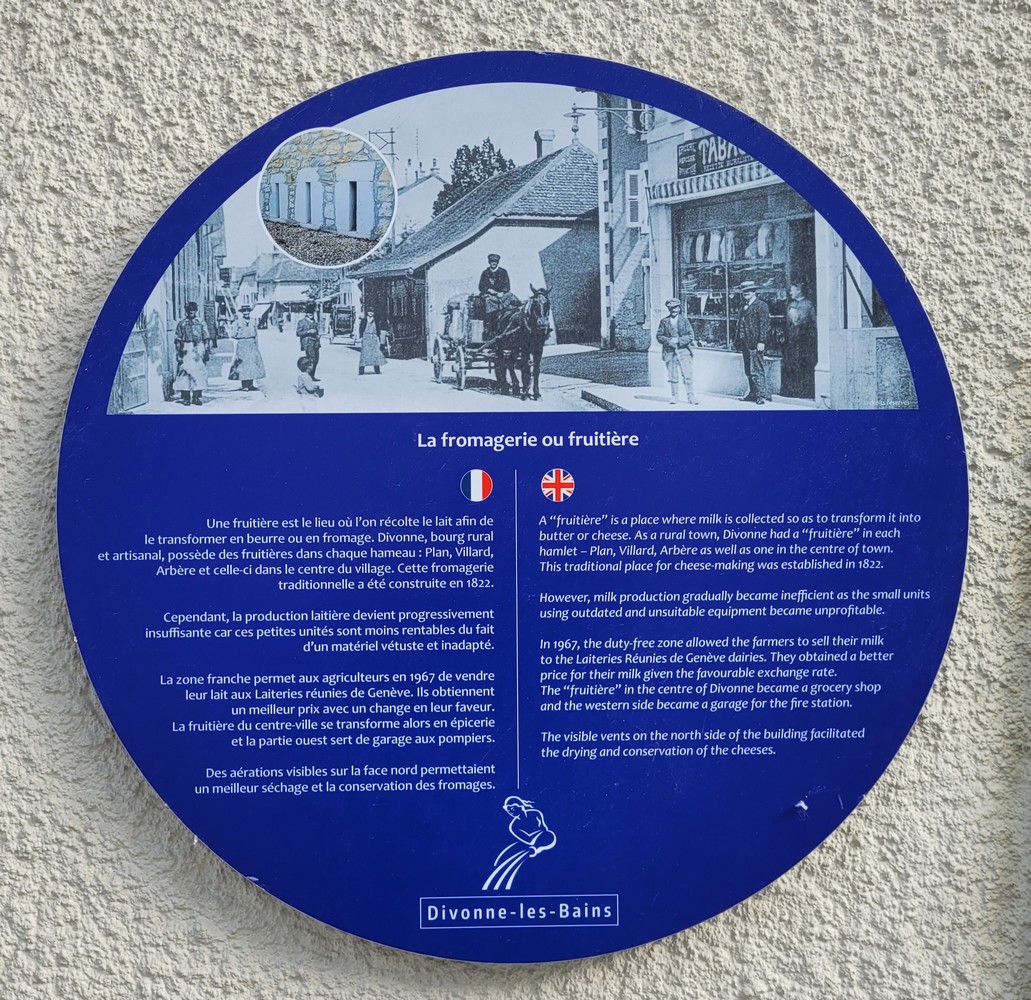 TABAC
La fromagerie ou fruitière
Une fruitière est le lieu où l'on récolte le lait afin de
le transformer en beurre ou en fromage. Divonne, bourg rural
et artisanal, possède des fruitières dans chaque hameau : Plan, Villard,
Arbère et celle-ci dans le centre du village. Cette fromagerie
traditionnelle a été construite en 1822.
Cependant, la production laitière devient progressivement
insuffisante car ces petites unités sont moins rentables du fait
d'un matériel vétuste et inadapté.
La zone franche permet aux agriculteurs en 1967 de vendre
leur lait aux Laiteries réunies de Genève. Ils obtiennent
un meilleur prix avec un change en leur faveur.
La fruitière du centre-ville se transforme alors en épicerie
et la partie ouest sert de garage aux pompiers.
Des aérations visibles sur la face nord permettaient
un meilleur séchage et la conservation des fromages.
A “fruitière” is a place where milk is collected so as to transform it into
butter or cheese. As a rural town, Divonne had a “fruitière” in each
hamlet – Plan, Villard, Arbère as well as one in the centre of town.
This traditional place for cheese-making was established in 1822.
However, milk production gradually became inefficient as the small units
using outdated and unsuitable equipment became unprofitable.
In 1967, the duty-free zone allowed the farmers to sell their milk
to the Laiteries Réunies de Genève dairies. They obtained a better
price for their milk given the favourable exchange rate.
The “fruitière” in the centre of Divonne became a grocery shop
and the western side became a garage for the fire station.
The visible vents on the north side of the building facilitated
the drying and conservation of the cheeses.
Divonne-les-Bains